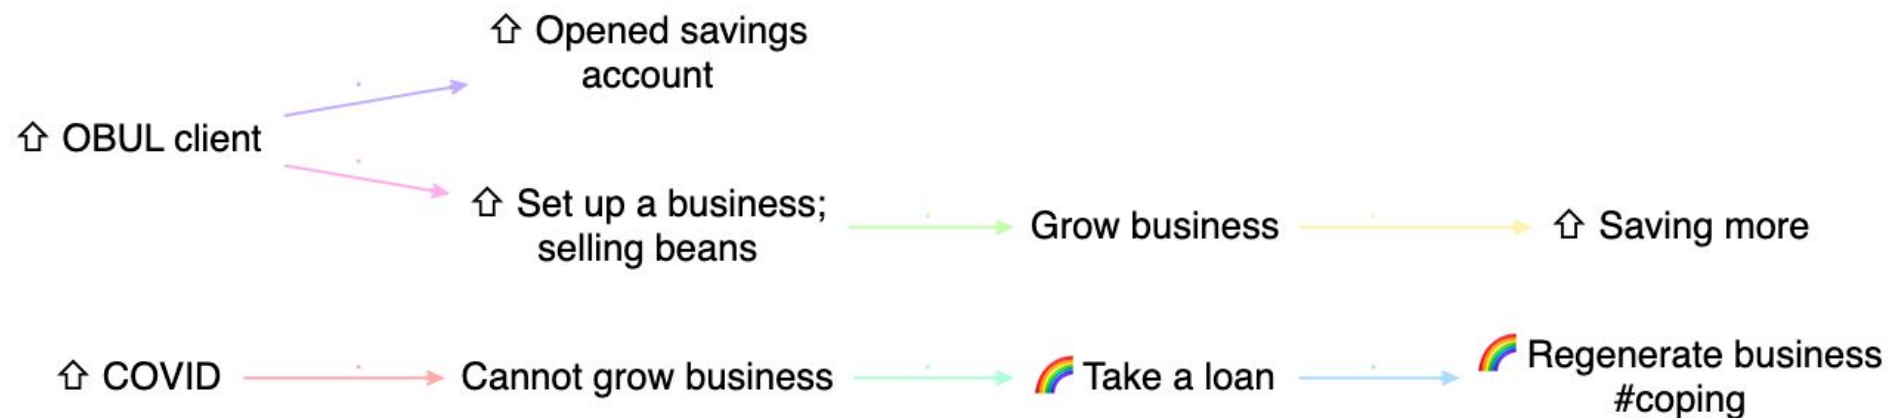 ⇧ Opened savings
account
⇧ OBUL client
⇧ Set up a business;
selling beans
Grow business
⇧ Saving more
⇧ COVID
Cannot grow business
🌈 Take a loan
🌈 Regenerate business
#coping